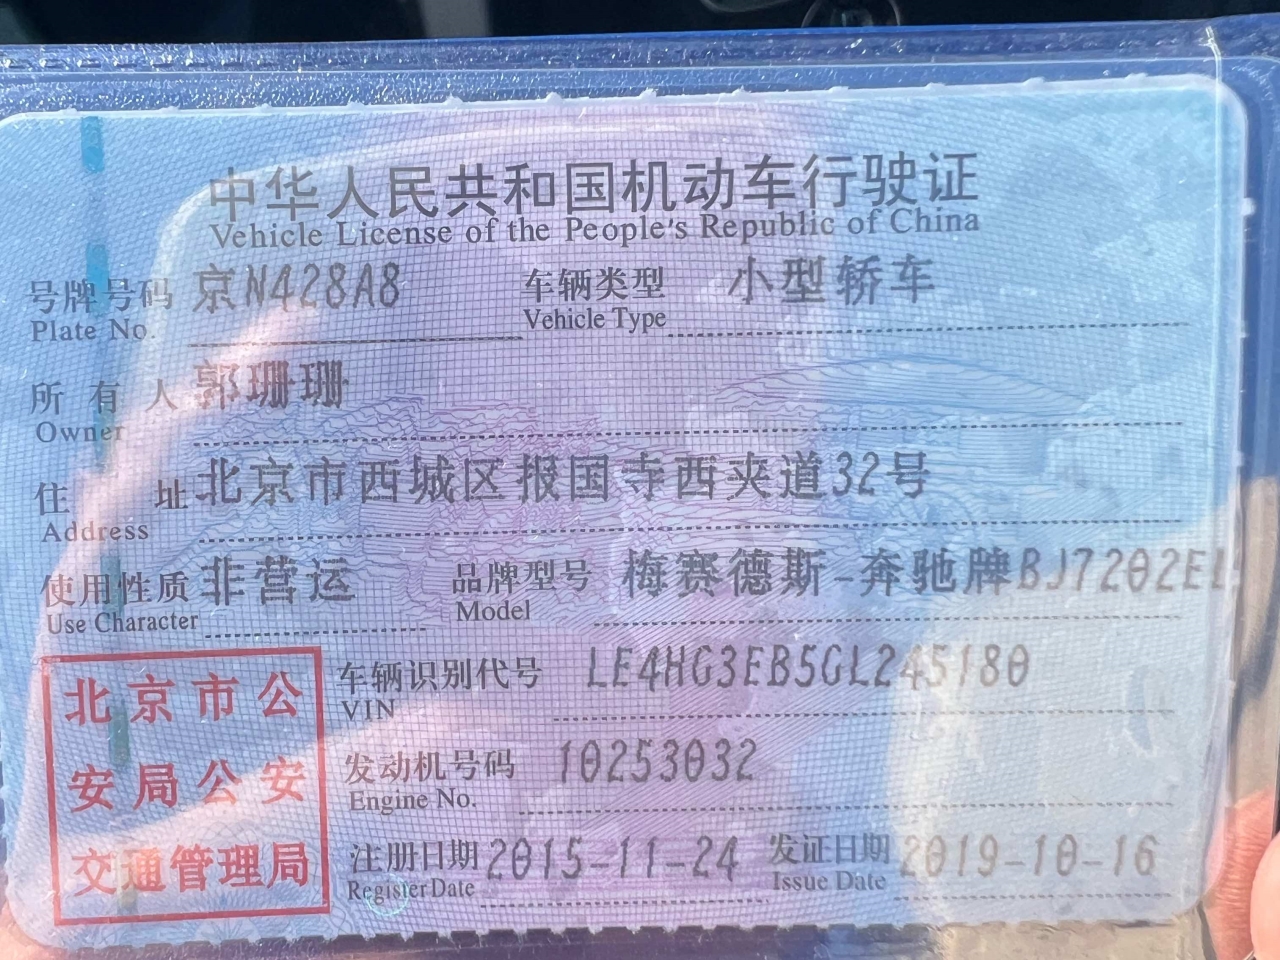 中华人民共和国机动车行驶证
Vehicle License of the People's Republic of China
号牌号码 京N428A8 车辆类型 小型轿车
Plate No. Vehicle Type
所有人 郭珊珊
Owner
住址 北京市西城区报国寺西夹道32号
Address
使用性质 非营运 品牌型号 梅赛德斯-奔驰牌BJ7202EL
Use Character Model
北京市公
安局公安
交通管理局
车辆识别代号 LE4HG3EB5GL245180
VIN
发动机号码 10253032
Engine No.
注册日期 2015-11-24 发证日期 2019-10-16
Register Date Issue Date